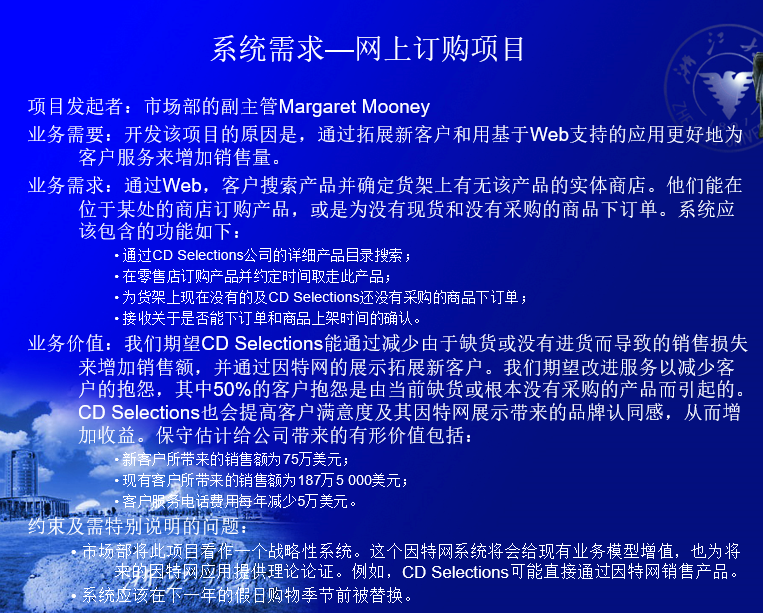 系统需求—网上订购项目
项目发起者：市场部的副主管Margaret Mooney
业务需要：开发该项目的原因是，通过拓展新客户和用基于Web支持的应用更好地为
客户服务来增加销售量。
业务需求：通过Web，客户搜索产品并确定货架上有无该产品的实体商店。他们能在
位于某处的商店订购产品，或是为没有现货和没有采购的商品下订单。系统应
该包含的功能如下：
•通过CD Selections公司的详细产品目录搜索；
•在零售店订购产品并约定时间取走此产品；
•为货架上现在没有的及CD Selections还没有采购的商品下订单；
•接收关于是否能下订单和商品上架时间的确认。
业务价值：我们期望CD Selections能通过减少由于缺货或没有进货而导致的销售损失
来增加销售额，并通过因特网的展示拓展新客户。我们期望改进服务以减少客
户的抱怨，其中50%的客户抱怨是由当前缺货或根本没有采购的产品而引起的。
CD Selections也会提高客户满意度及其因特网展示带来的品牌认同感，从而增
加收益。保守估计给公司带来的有形价值包括：
•新客户所带来的销售额为75万美元；
•现有客户所带来的销售额为187万5 000美元；
•客户服务电话费用每年减少5万美元。
约束及需特别说明的问题：
•市场部将此项目看作一个战略性系统。这个因特网系统将会给现有业务模型增值，也为将
来的因特网应用提供理论论证。例如，CD Selections可能直接通过因特网销售产品。
•系统应该在下一年的假日购物季节前被替换。